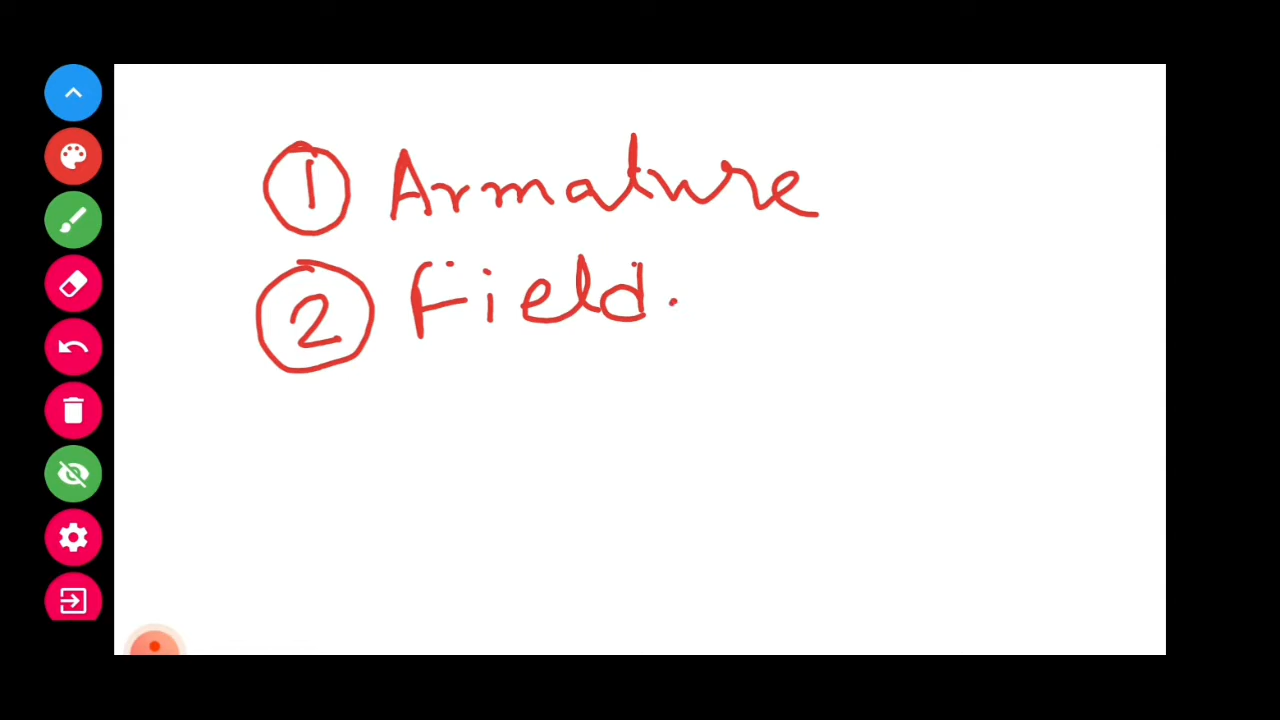 ① Armature
② Field.